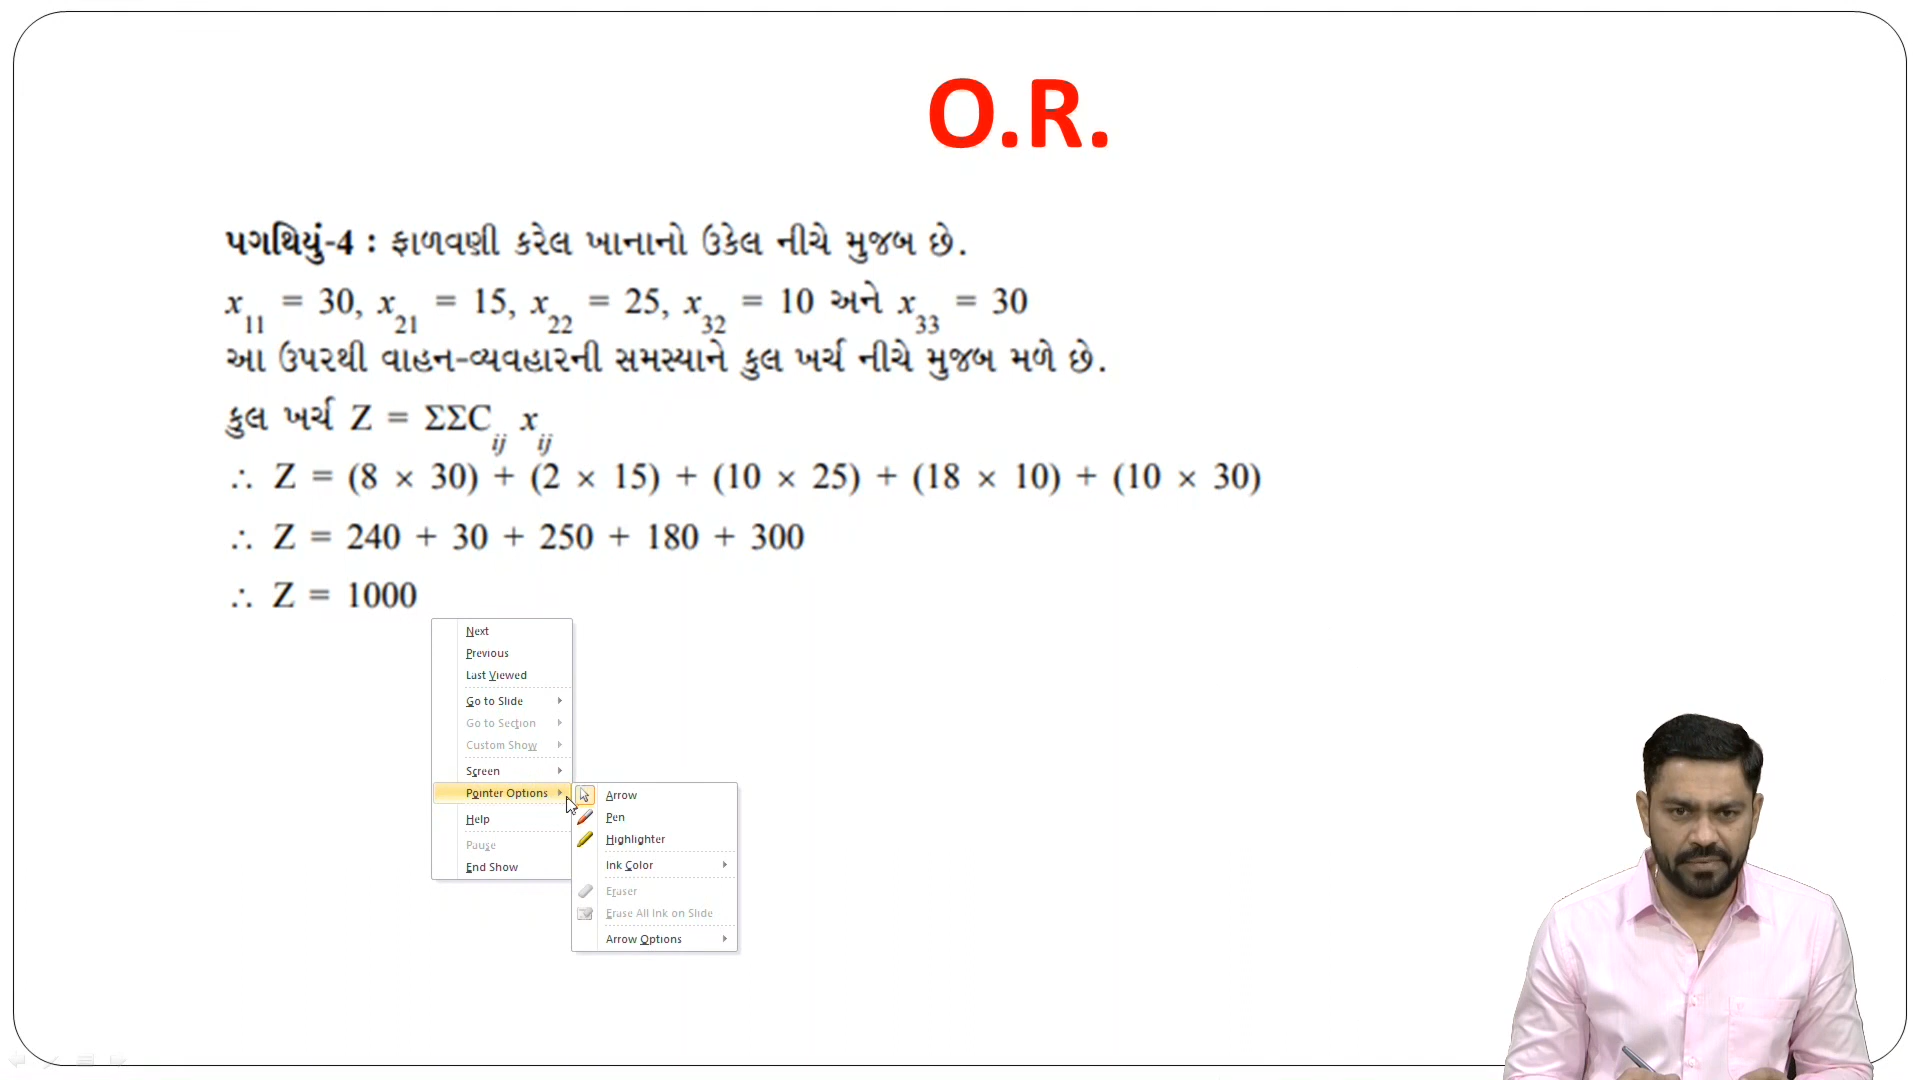 O.R.
પગથિયું-4 : ફાળવણી કરેલ ખાનાનો ઉકેલ નીચે મુજબ છે.
x₁₁ = 30, x₂₁ = 15, x₂₂ = 25, x₃₂ = 10 અને x₃₃ = 30
આ ઉપરથી વાહન-વ્યવહારની સમસ્યાને કુલ ખર્ચ નીચે મુજબ મળે છે.
કુલ ખર્ચ Z = ΣΣC_ij x_ij
∴ Z = (8 × 30) + (2 × 15) + (10 × 25) + (18 × 10) + (10 × 30)
∴ Z = 240 + 30 + 250 + 180 + 300
∴ Z = 1000
Next
Previous
Last Viewed
Go to Slide
Go to Section
Custom Show
Screen
Pointer Options
Help
Pause
End Show
Arrow
Pen
Highlighter
Ink Color
Eraser
Erase All Ink on Slide
Arrow Options